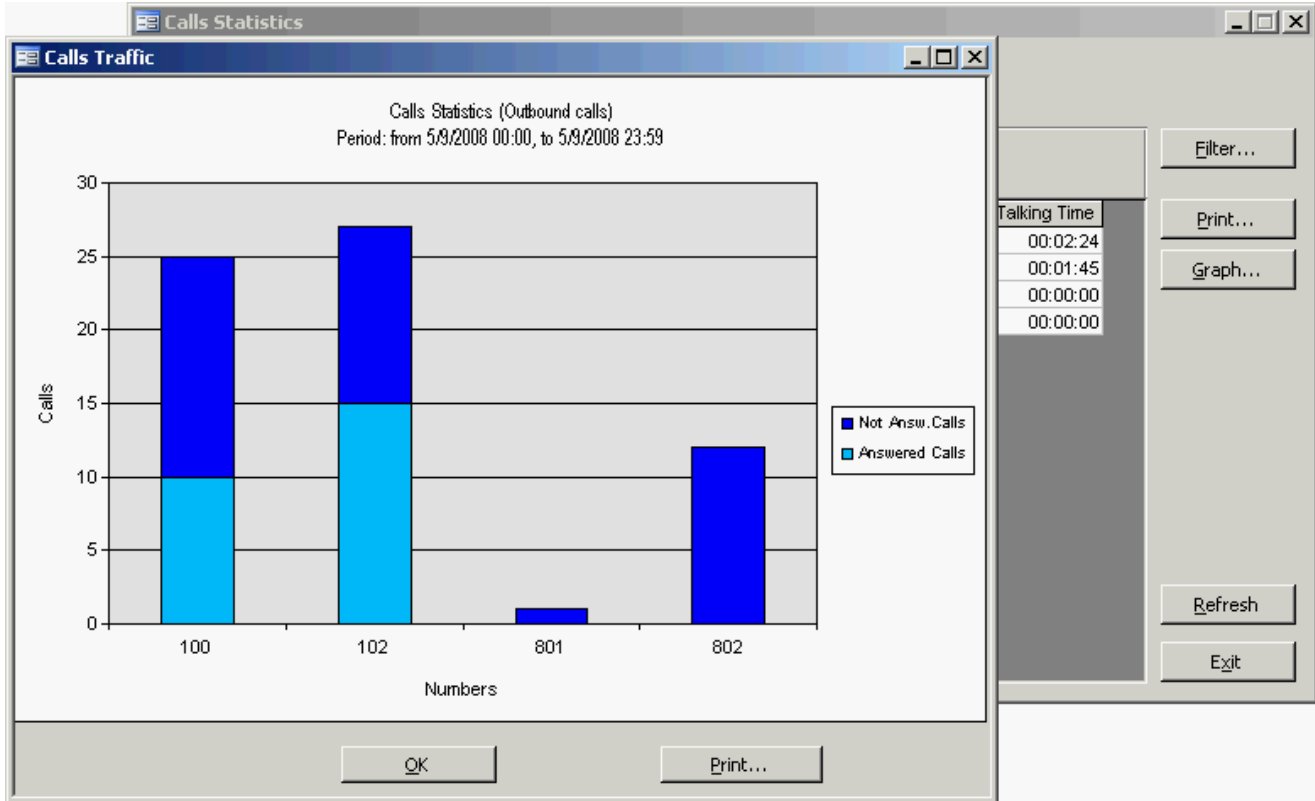 Calls Statistics
Calls Traffic
Calls Statistics (Outbound calls)
Period: from 5/9/2008 00:00, to 5/9/2008 23:59
30
25
20
15
10
5
0
Calls
100 102 801 802
Numbers
Not Answ.Calls
Answered Calls
OK
Print...
Talking Time
00:02:24
00:01:45
00:00:00
00:00:00
Filter...
Print...
Graph...
Refresh
Exit